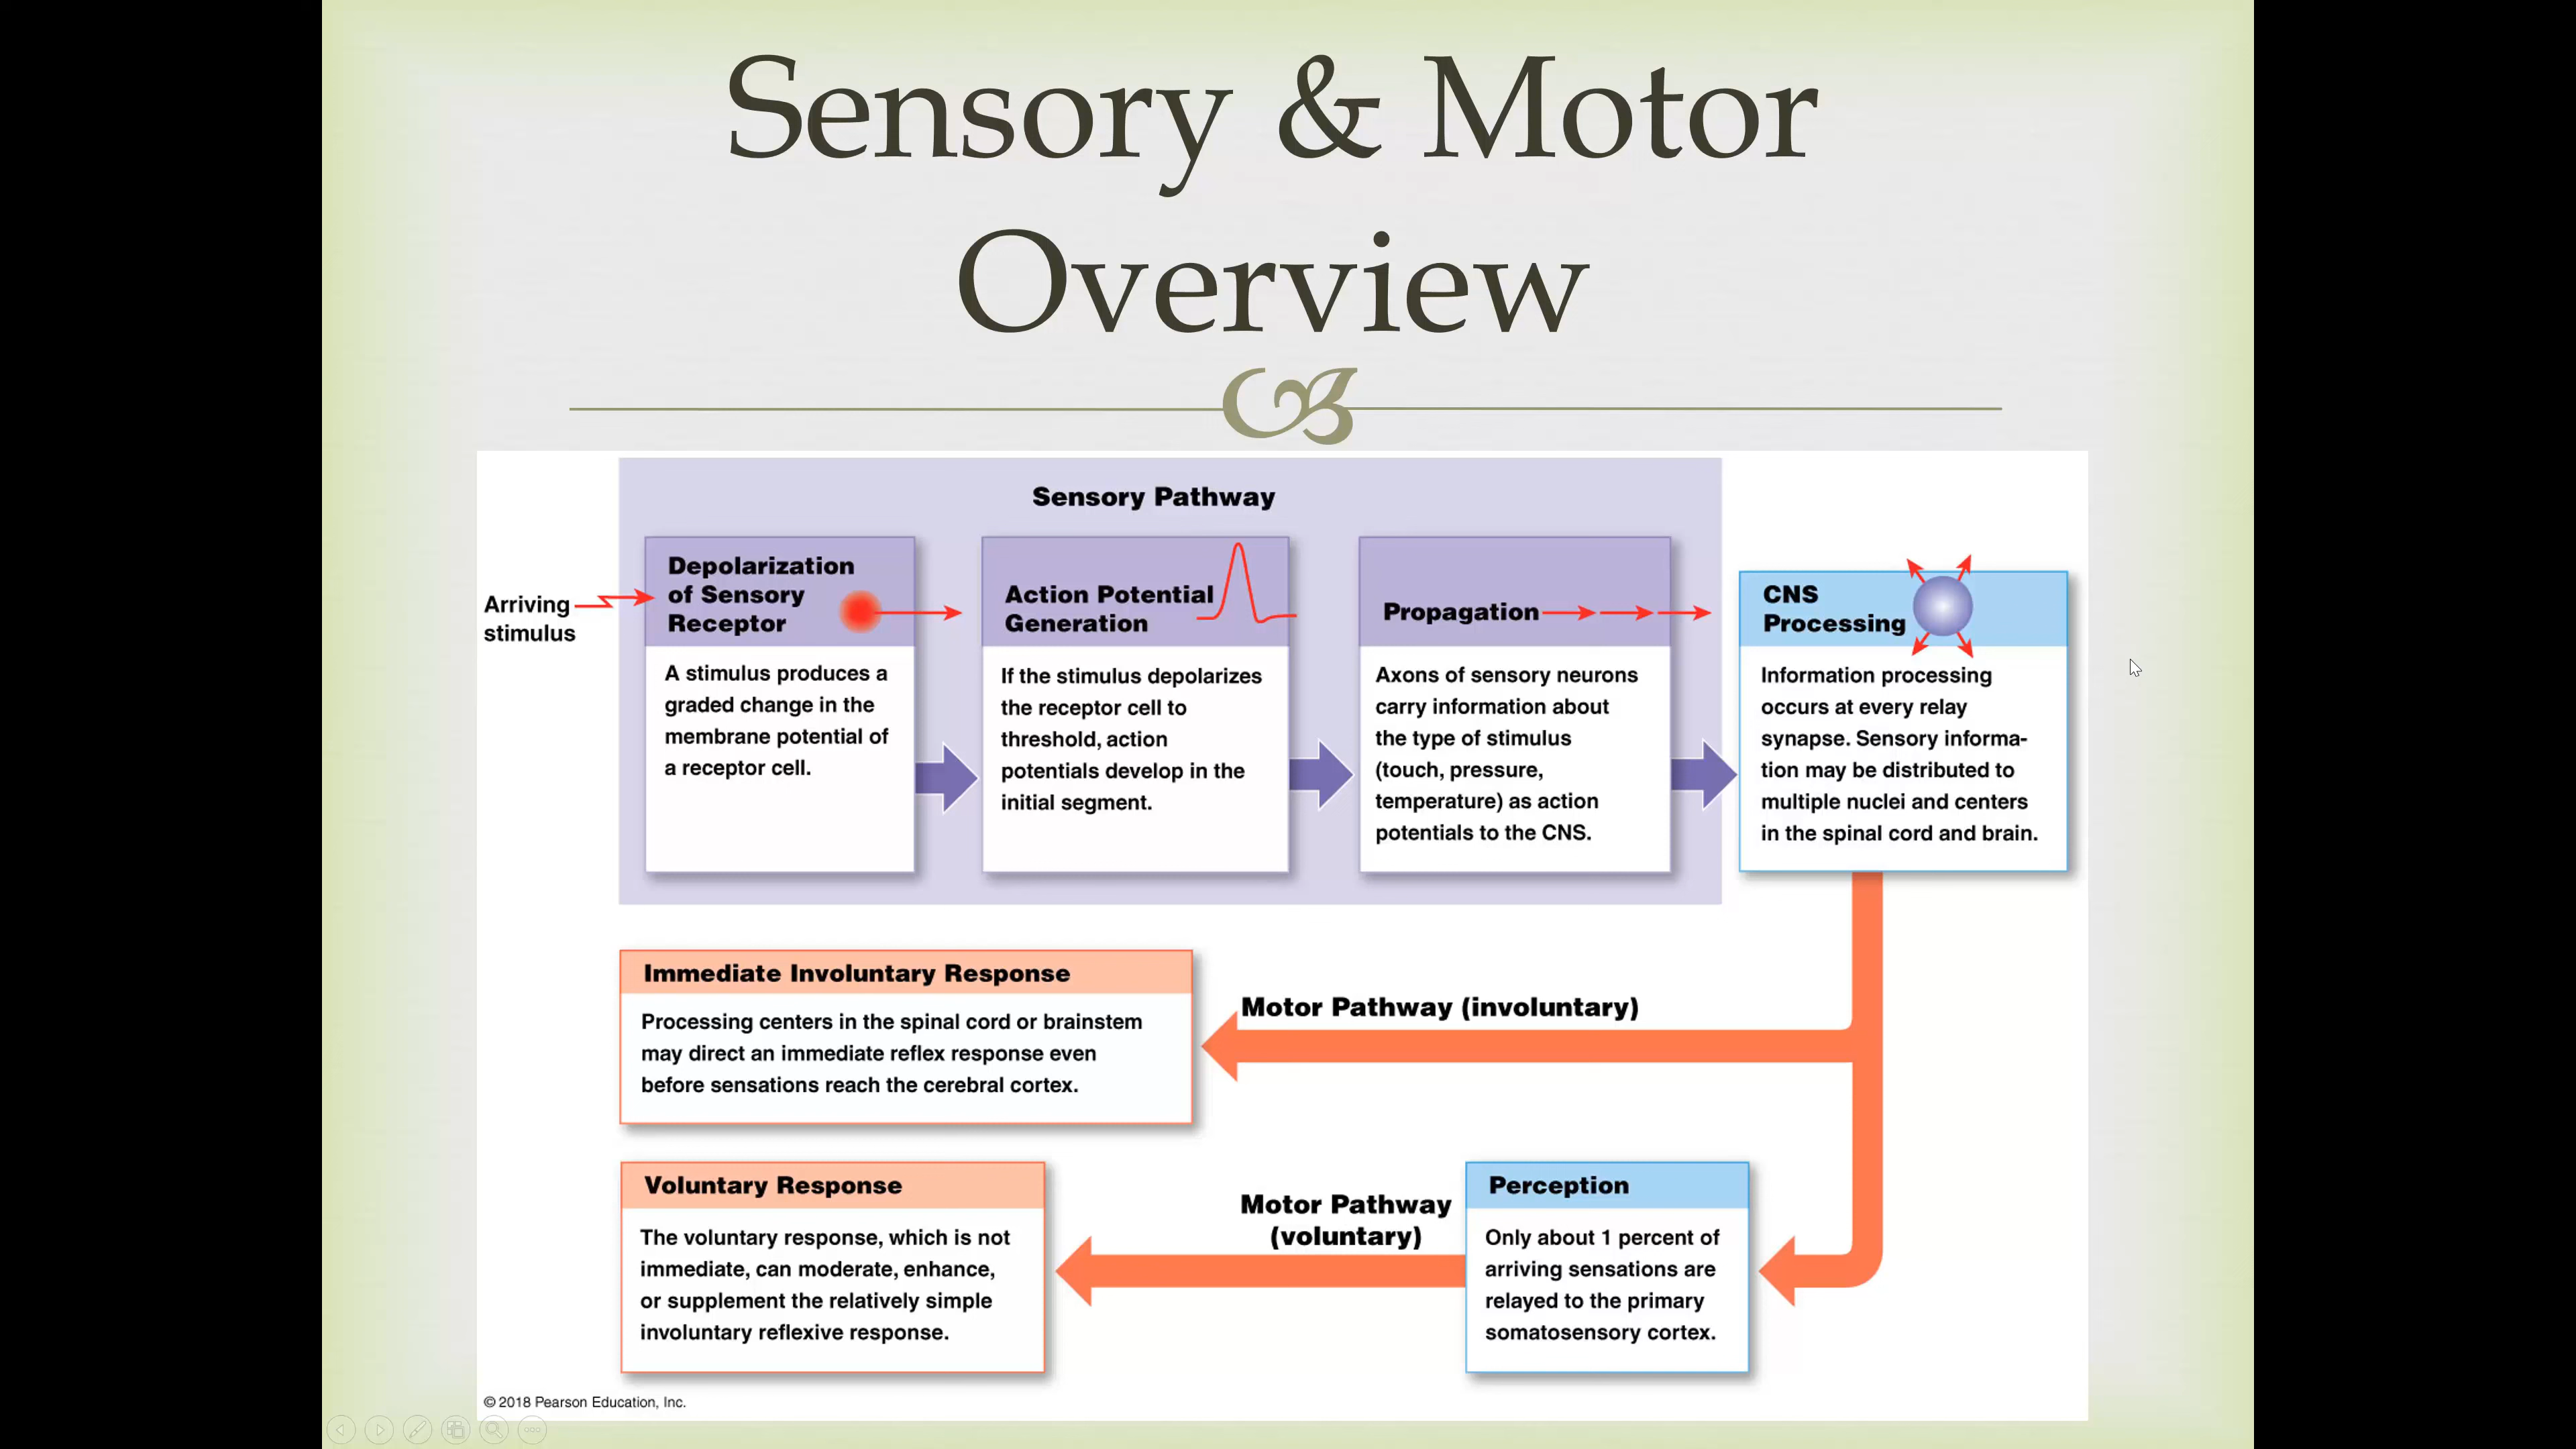 Sensory & Motor
Overview
Sensory Pathway
Arriving
stimulus
Depolarization
of Sensory
Receptor
A stimulus produces a
graded change in the
membrane potential of
a receptor cell.
Action Potential
Generation
If the stimulus depolarizes
the receptor cell to
threshold, action
potentials develop in the
initial segment.
Propagation
Axons of sensory neurons
carry information about
the type of stimulus
(touch, pressure,
temperature) as action
potentials to the CNS.
CNS
Processing
Information processing
occurs at every relay
synapse. Sensory informa-
tion may be distributed to
multiple nuclei and centers
in the spinal cord and brain.
Immediate Involuntary Response
Processing centers in the spinal cord or brainstem
may direct an immediate reflex response even
before sensations reach the cerebral cortex.
Motor Pathway (involuntary)
Voluntary Response
The voluntary response, which is not
immediate, can moderate, enhance,
or supplement the relatively simple
involuntary reflexive response.
Motor Pathway
(voluntary)
Perception
Only about 1 percent of
arriving sensations are
relayed to the primary
somatosensory cortex.
© 2018 Pearson Education, Inc.